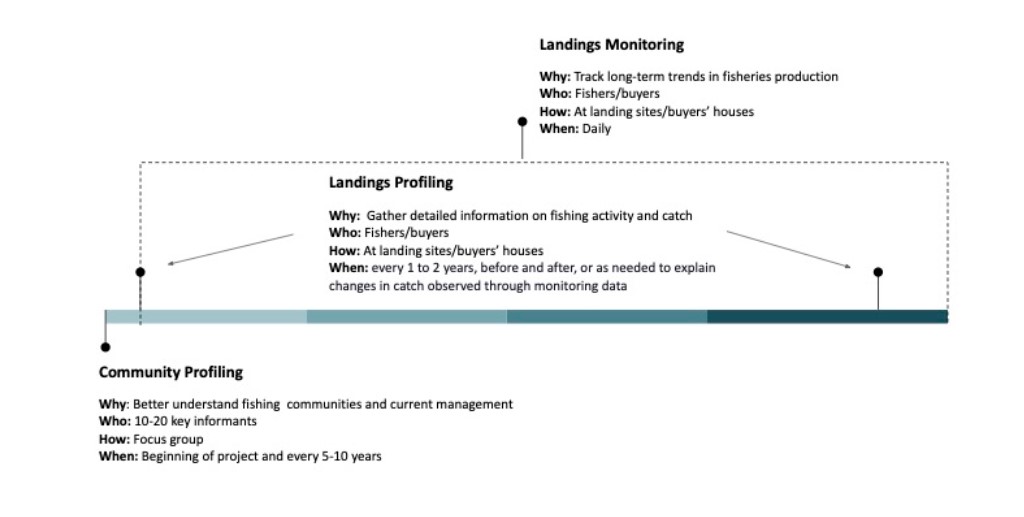 Landings Monitoring
Why: Track long-term trends in fisheries production
Who: Fishers/buyers
How: At landing sites/buyers' houses
When: Daily
Landings Profiling
Why: Gather detailed information on fishing activity and catch
Who: Fishers/buyers
How: At landing sites/buyers' houses
When: every 1 to 2 years, before and after, or as needed to explain
changes in catch observed through monitoring data
Community Profiling
Why: Better understand fishing communities and current management
Who: 10-20 key informants
How: Focus group
When: Beginning of project and every 5-10 years